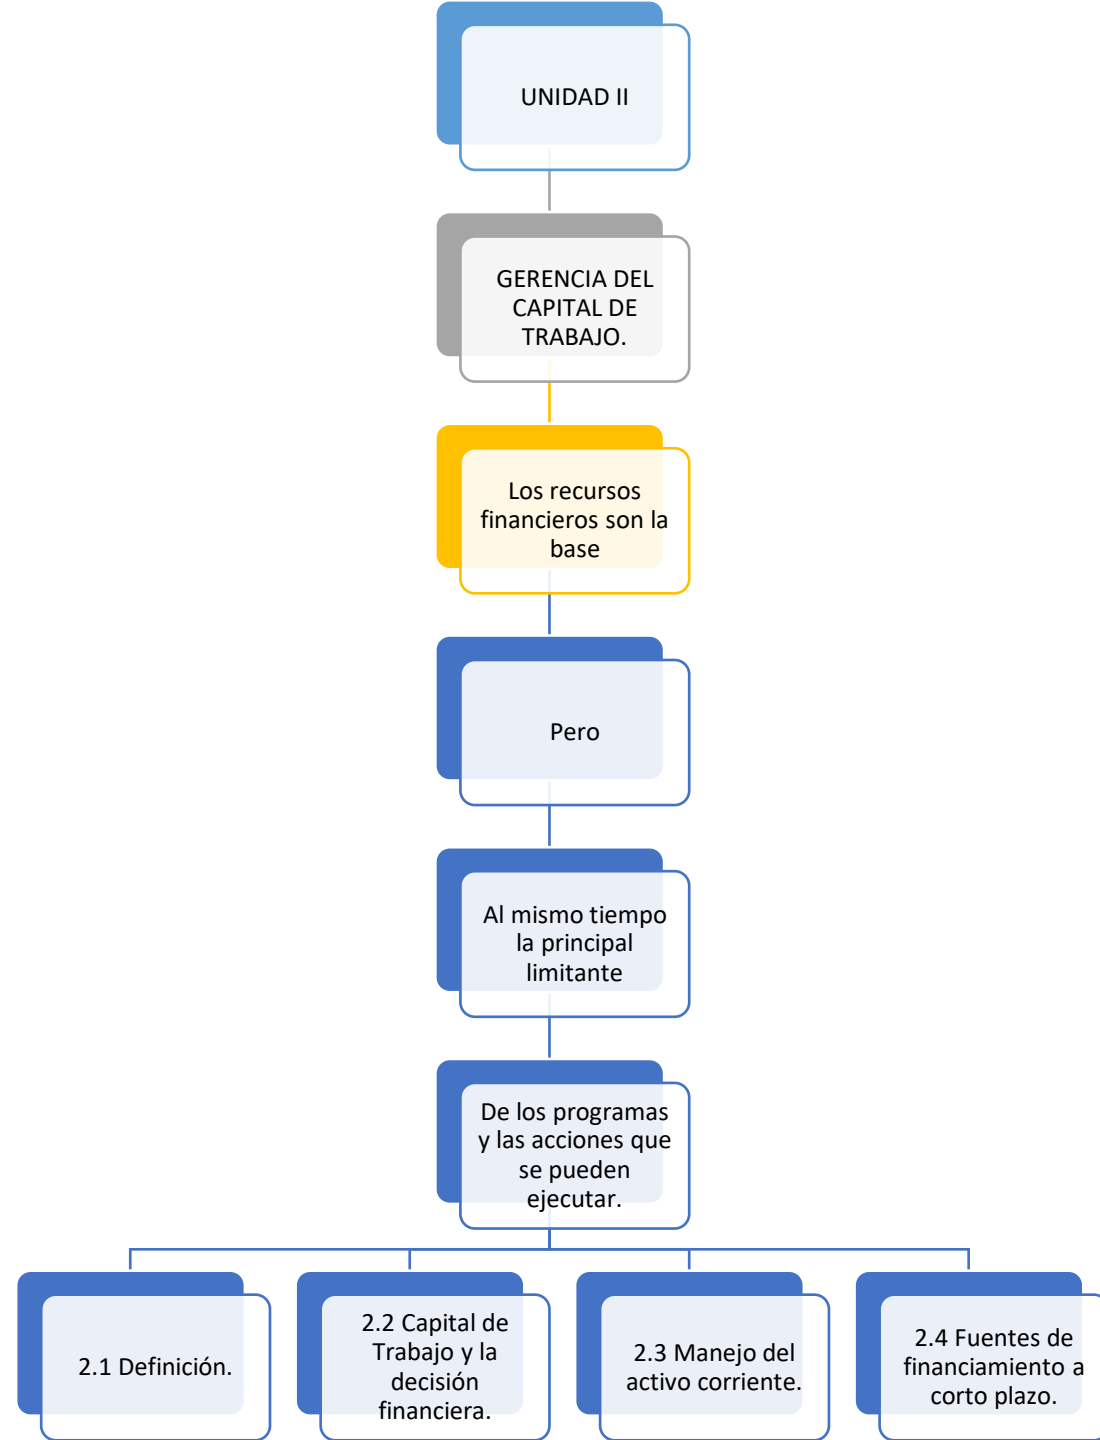 UNIDAD II
GERENCIA DEL
CAPITAL DE
TRABAJO.
Los recursos
financieros son la
base
Pero
Al mismo tiempo
la principal
limitante
De los programas
y las acciones que
se pueden
ejecutar.
2.1 Definición.
2.2 Capital de
Trabajo y la
decisión
financiera.
2.3 Manejo del
activo corriente.
2.4 Fuentes de
financiamiento a
corto plazo.